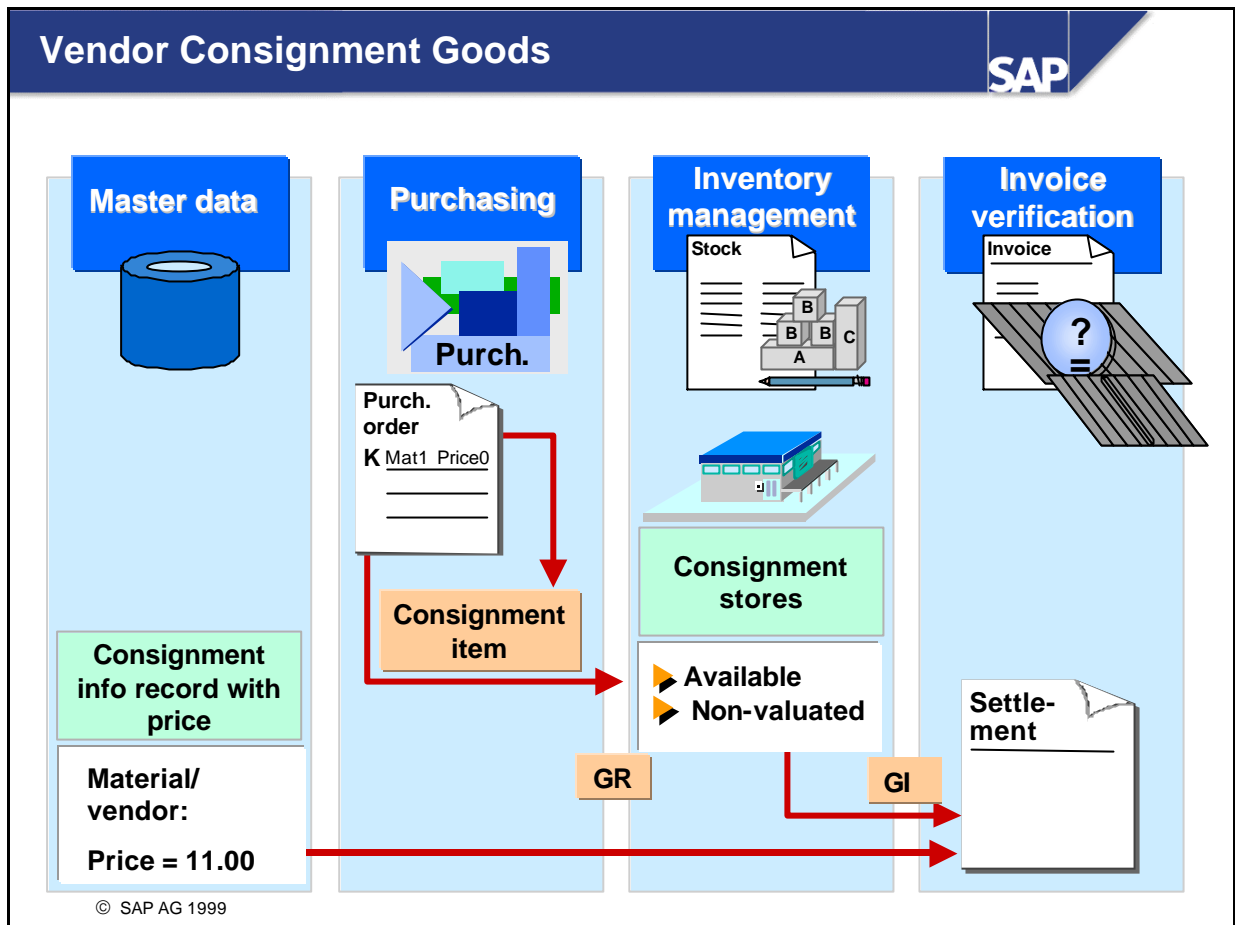 Vendor Consignment Goods
SAP
Master data
Purchasing
Inventory
management
Invoice
verification
Purch.
Stock
B
B
B
C
A
Invoice
?
=
Purch.
order
K Mat1 Price0
Consignment
item
Consignment
stores
Available
Non-valuated
Consignment
info record with
price
Material/
vendor:
Price = 11.00
GR
GI
Settle-
ment
© SAP AG 1999